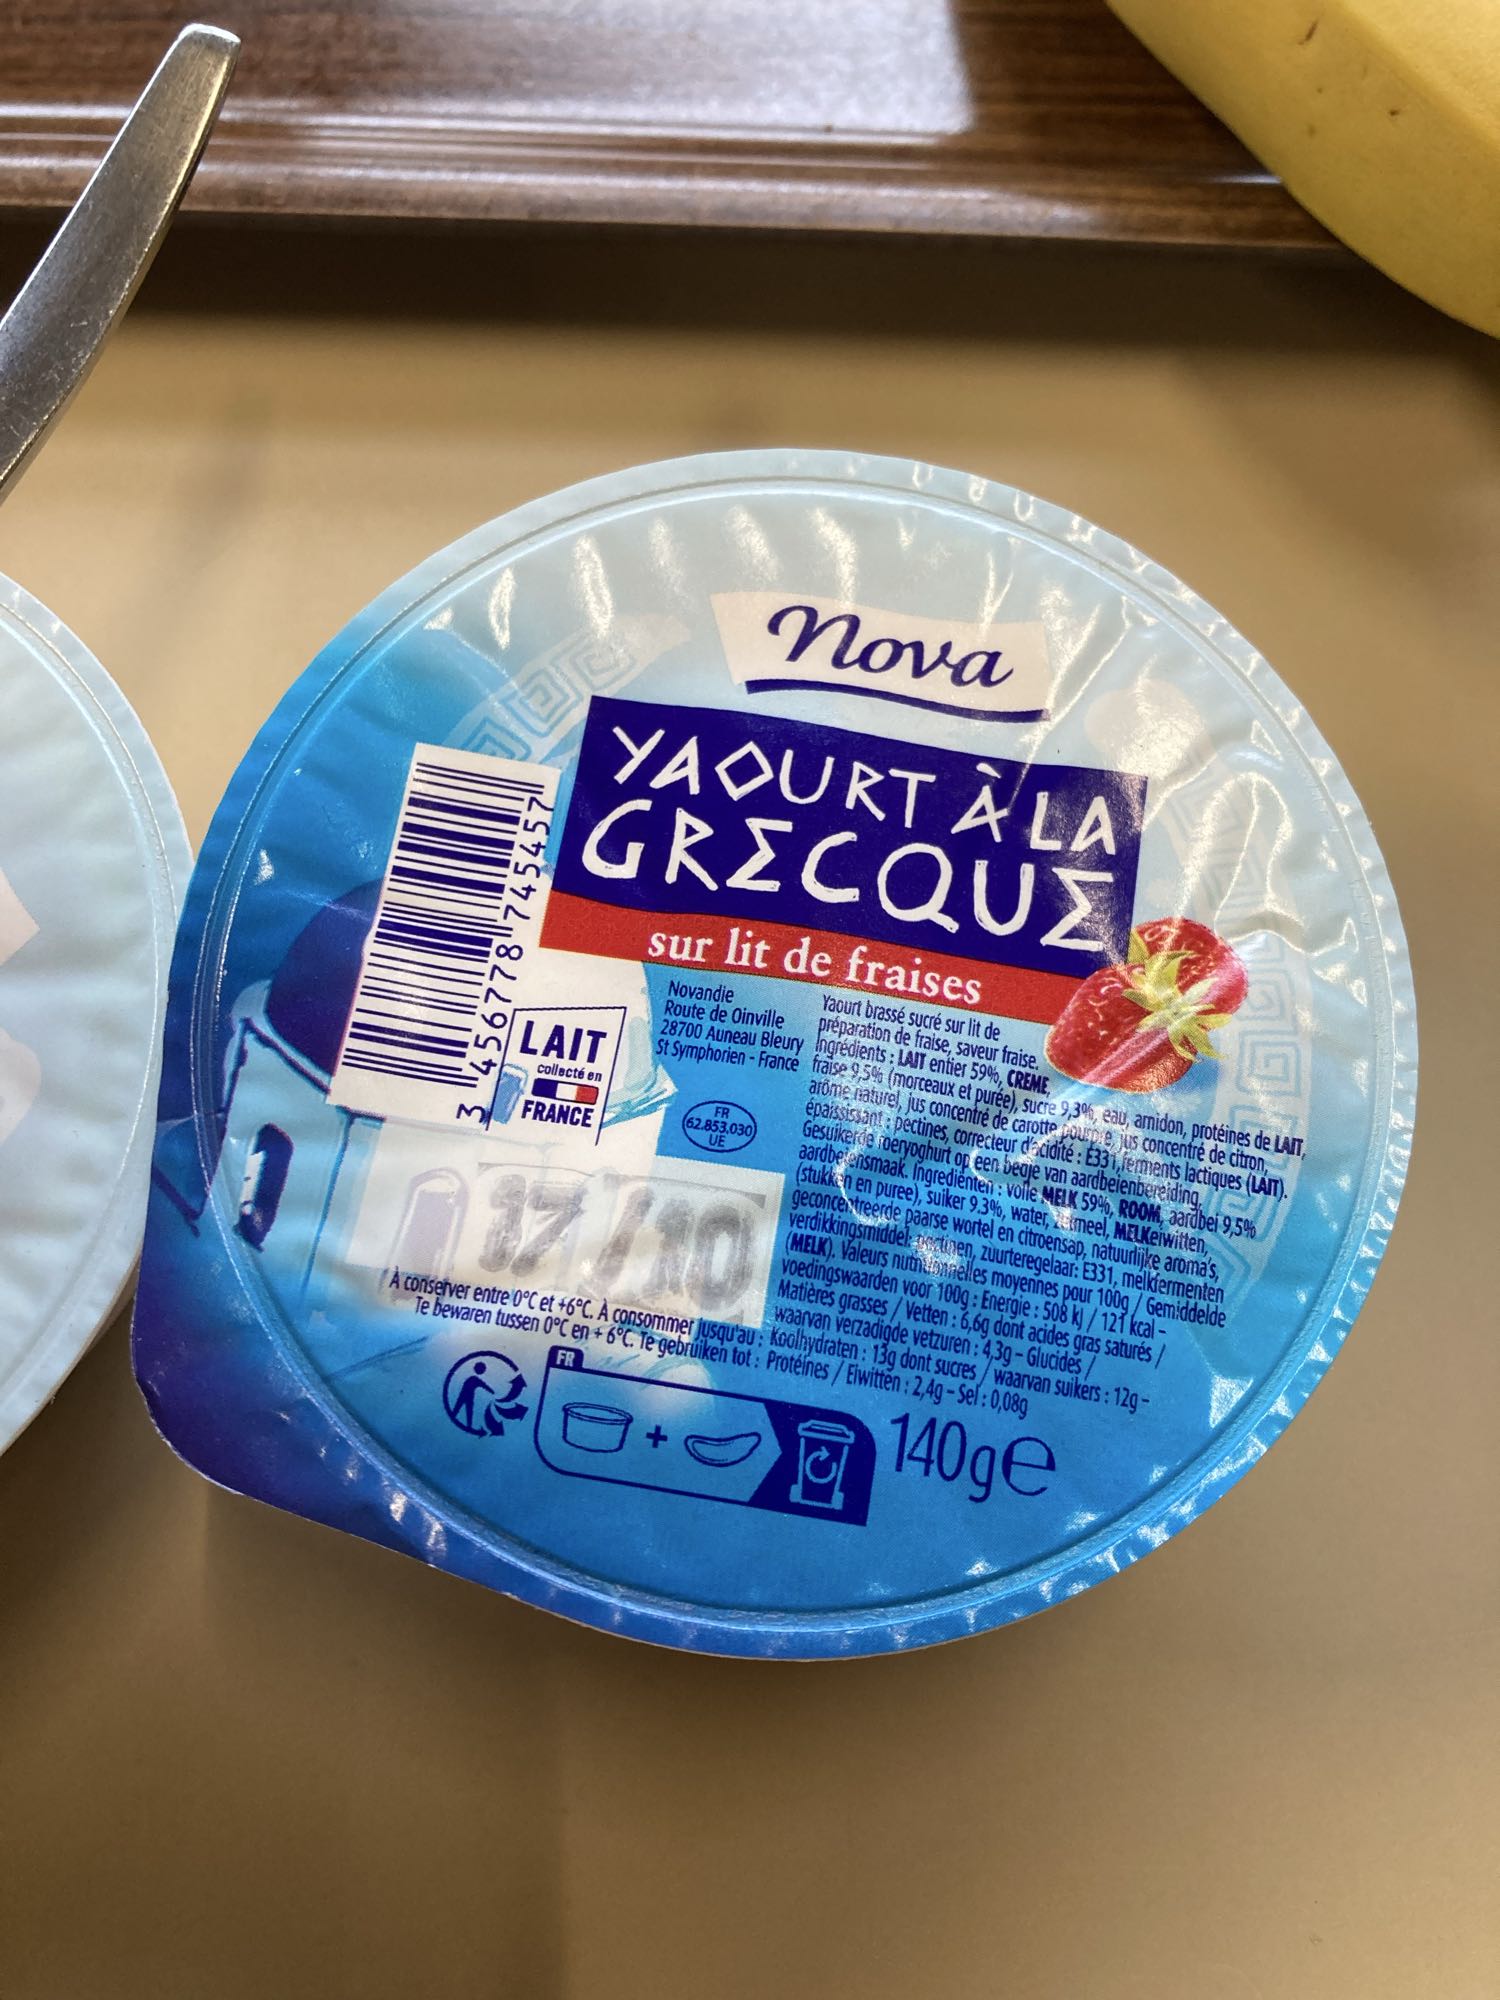 nova
YAOURT À LA
GRΣCQUΣ
sur lit de fraises
3 456778 745457
LAIT
collecté en
FRANCE
Novandie
Route de Oinville
28700 Auneau Bleury
St Symphorien - France
FR
62.853.030
UE
Yaourt brassé sucré sur lit de
préparation de fraise, saveur fraise.
Ingrédients : LAIT entier 59%, CREME,
fraise 9,5% (morceaux et purée), sucre 9,3%, eau, amidon, protéines de LAIT,
arôme naturel, jus concentré de carotte pourpre, jus concentré de citron,
épaississant : pectines, correcteur d'acidité : E331, ferments lactiques (LAIT).
Gesuikerde roeryoghurt op een bedje van aardbeienbereiding,
aardbeiensmaak. Ingrediënten : volle MELK 59%, ROOM, aardbei 9,5%
(stukken en puree), suiker 9.3%, water, zetmeel, MELKeiwitten,
geconcentreerde paarse wortel en citroensap, natuurlijke aroma's,
verdikkingsmiddel: pectinen, zuurteregelaar: E331, melkfermenten
(MELK). Valeurs nutritionnelles moyennes pour 100g / Gemiddelde
voedingswaarden voor 100g : Energie : 508 kJ / 121 kcal -
Matières grasses / Vetten : 6,6g dont acides gras saturés /
waarvan verzadigde vetzuren : 4,3g - Glucides /
Koolhydraten : 13g dont sucres / waarvan suikers : 12g -
Protéines / Eiwitten : 2,4g - Sel : 0,08g
17/10
À conserver entre 0°C et +6°C. À consommer jusqu'au :
Te bewaren tussen 0°C en + 6°C. Te gebruiken tot :
FR
+
140g℮